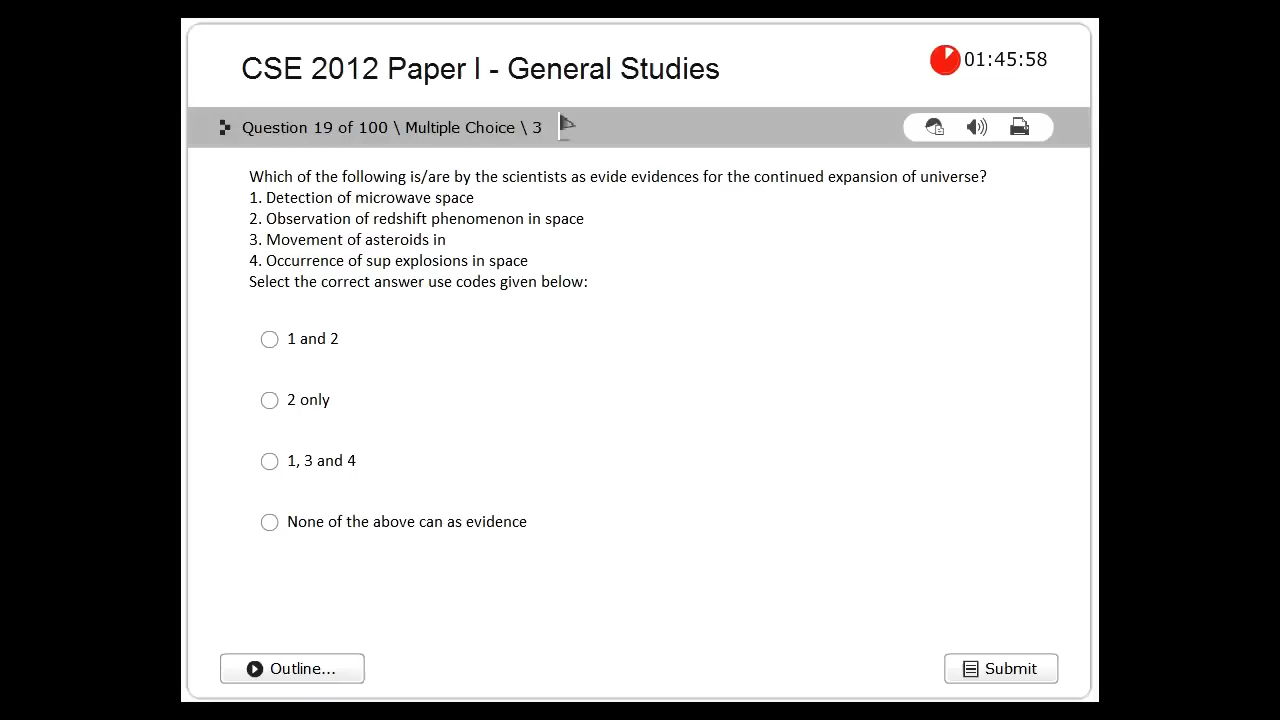 CSE 2012 Paper I - General Studies
01:45:58
Question 19 of 100 \ Multiple Choice \ 3
Which of the following is/are by the scientists as evide evidences for the continued expansion of universe?
1. Detection of microwave space
2. Observation of redshift phenomenon in space
3. Movement of asteroids in
4. Occurrence of sup explosions in space
Select the correct answer use codes given below:
1 and 2
2 only
1, 3 and 4
None of the above can as evidence
Outline...
Submit